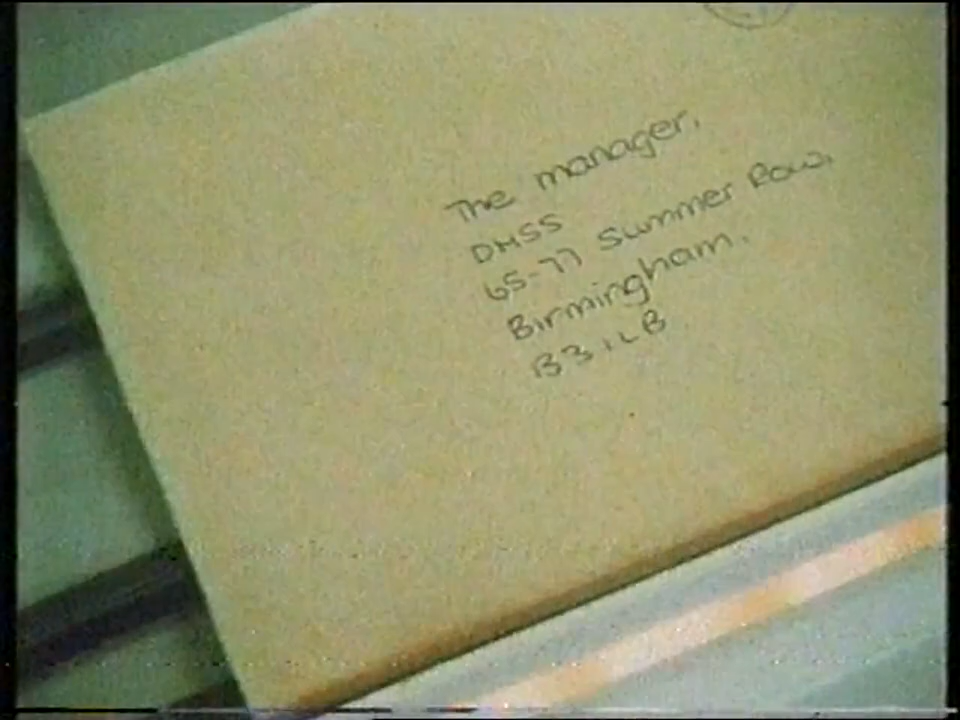 The manager,
DHSS
65-77 Summer Row,
Birmingham.
B3 1LB